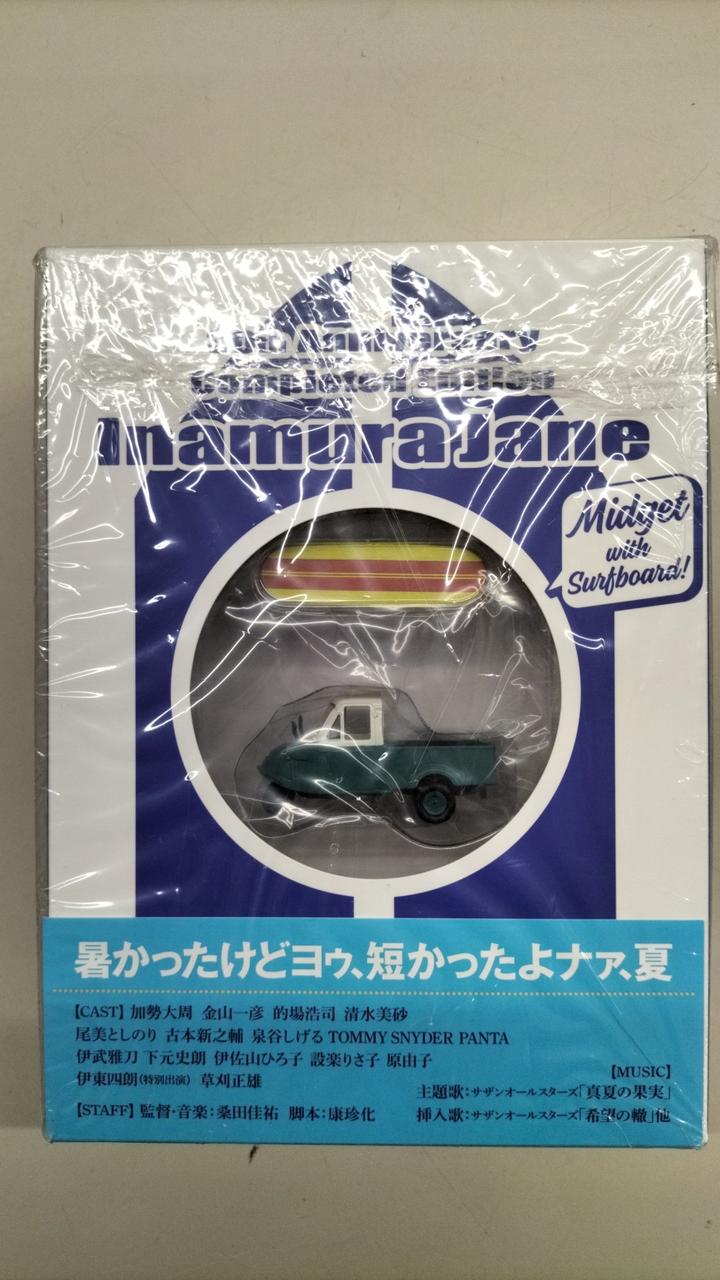 30th Anniversary
Completed Edition
Inamura Jane
Midget
with
Surfboard!
暑かったけどヨゥ、短かったよナァ、夏
【CAST】加勢大周 金山一彦 的場浩司 清水美砂
尾美としのり 古本新之輔 泉谷しげる TOMMY SNYDER PANTA
伊武雅刀 下元史朗 伊佐山ひろ子 設楽りさ子 原由子
伊東四朗(特別出演) 草刈正雄
【STAFF】監督・音楽:桑田佳祐 脚本:康珍化
【MUSIC】
主題歌:サザンオールスターズ「真夏の果実」
挿入歌:サザンオールスターズ「希望の轍」他